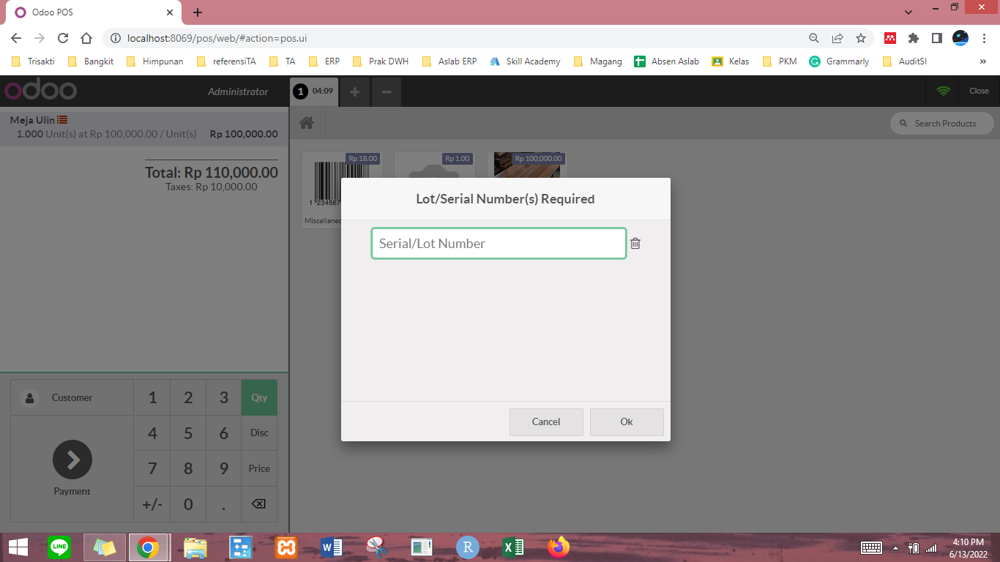 Odoo POS
localhost:8069/pos/web/#action=pos.ui
Trisakti Bangkit Himpunan referensiTA TA ERP Prak DWH Aslab ERP Skill Academy Magang Absen Aslab Kelas PKM Grammarly AuditSI »
odoo Administrator 1 04:09 Close
Meja Ulin
1.000 Unit(s) at Rp 100,000.00 / Unit(s) Rp 100,000.00
Total: Rp 110,000.00
Taxes: Rp 10,000.00
Search Products
Rp 18.00 Rp 1.00 Rp 100,000.00
1 234567
Miscellaneo
Lot/Serial Number(s) Required
Serial/Lot Number
Cancel Ok
Customer 1 2 3 Qty
4 5 6 Disc
7 8 9 Price
Payment
+/- 0 .
LINE W R X
4:10 PM
6/13/2022